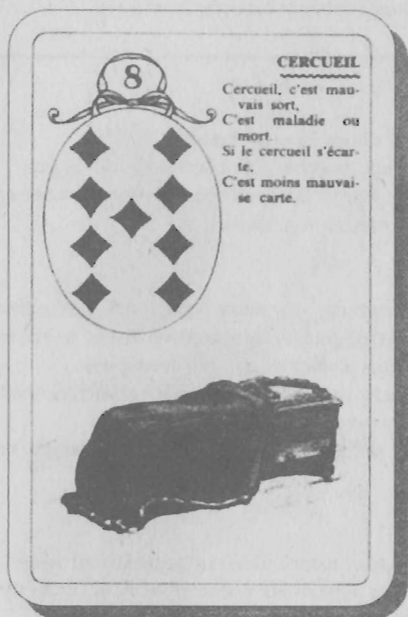 8
CERCUEIL
Cercueil, c'est mau-
vais sort,
C'est maladie ou
mort.
Si le cercueil s'écar-
te,
C'est moins mauvai-
se carte.